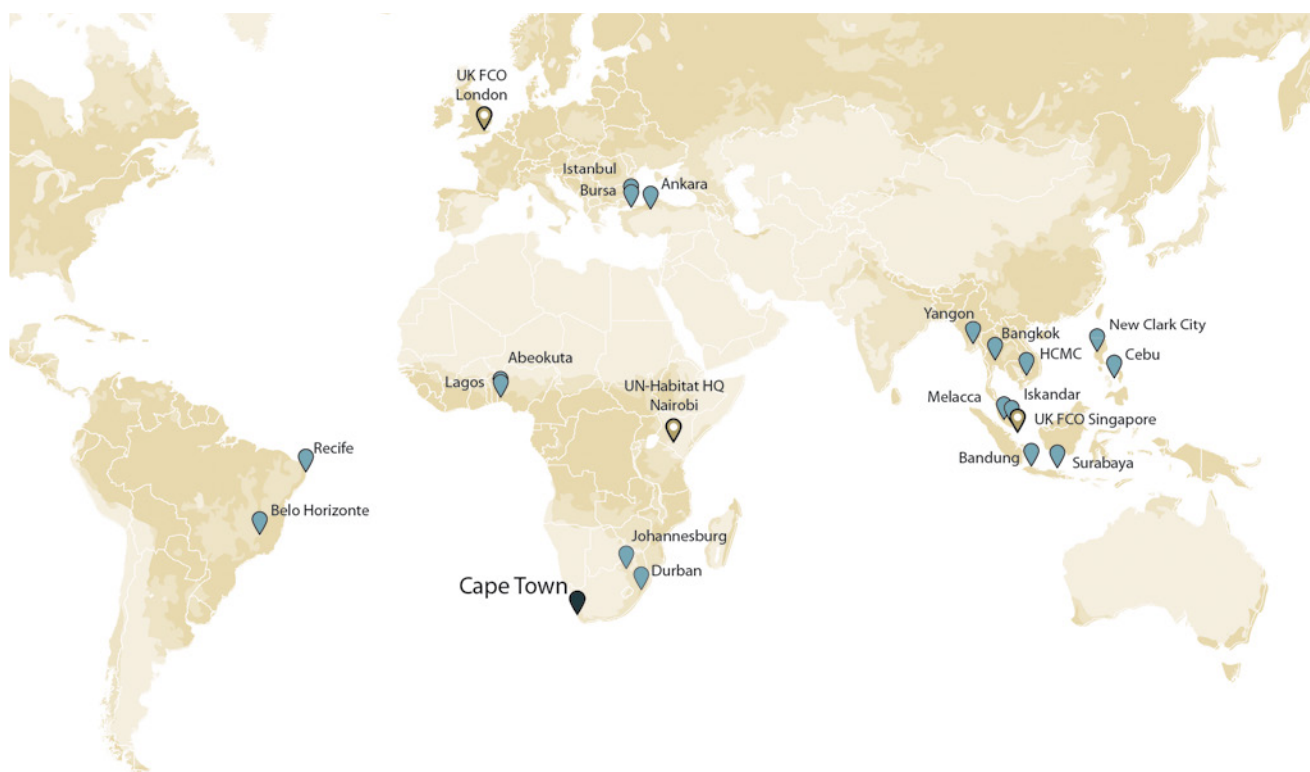 UK FCO
London
Istanbul
Bursa
Ankara
Yangon
Bangkok
New Clark City
HCMC
Cebu
Abeokuta
Lagos
UN-Habitat HQ
Nairobi
Melacca
Iskandar
UK FCO Singapore
Recife
Bandung
Surabaya
Belo Horizonte
Johannesburg
Durban
Cape Town